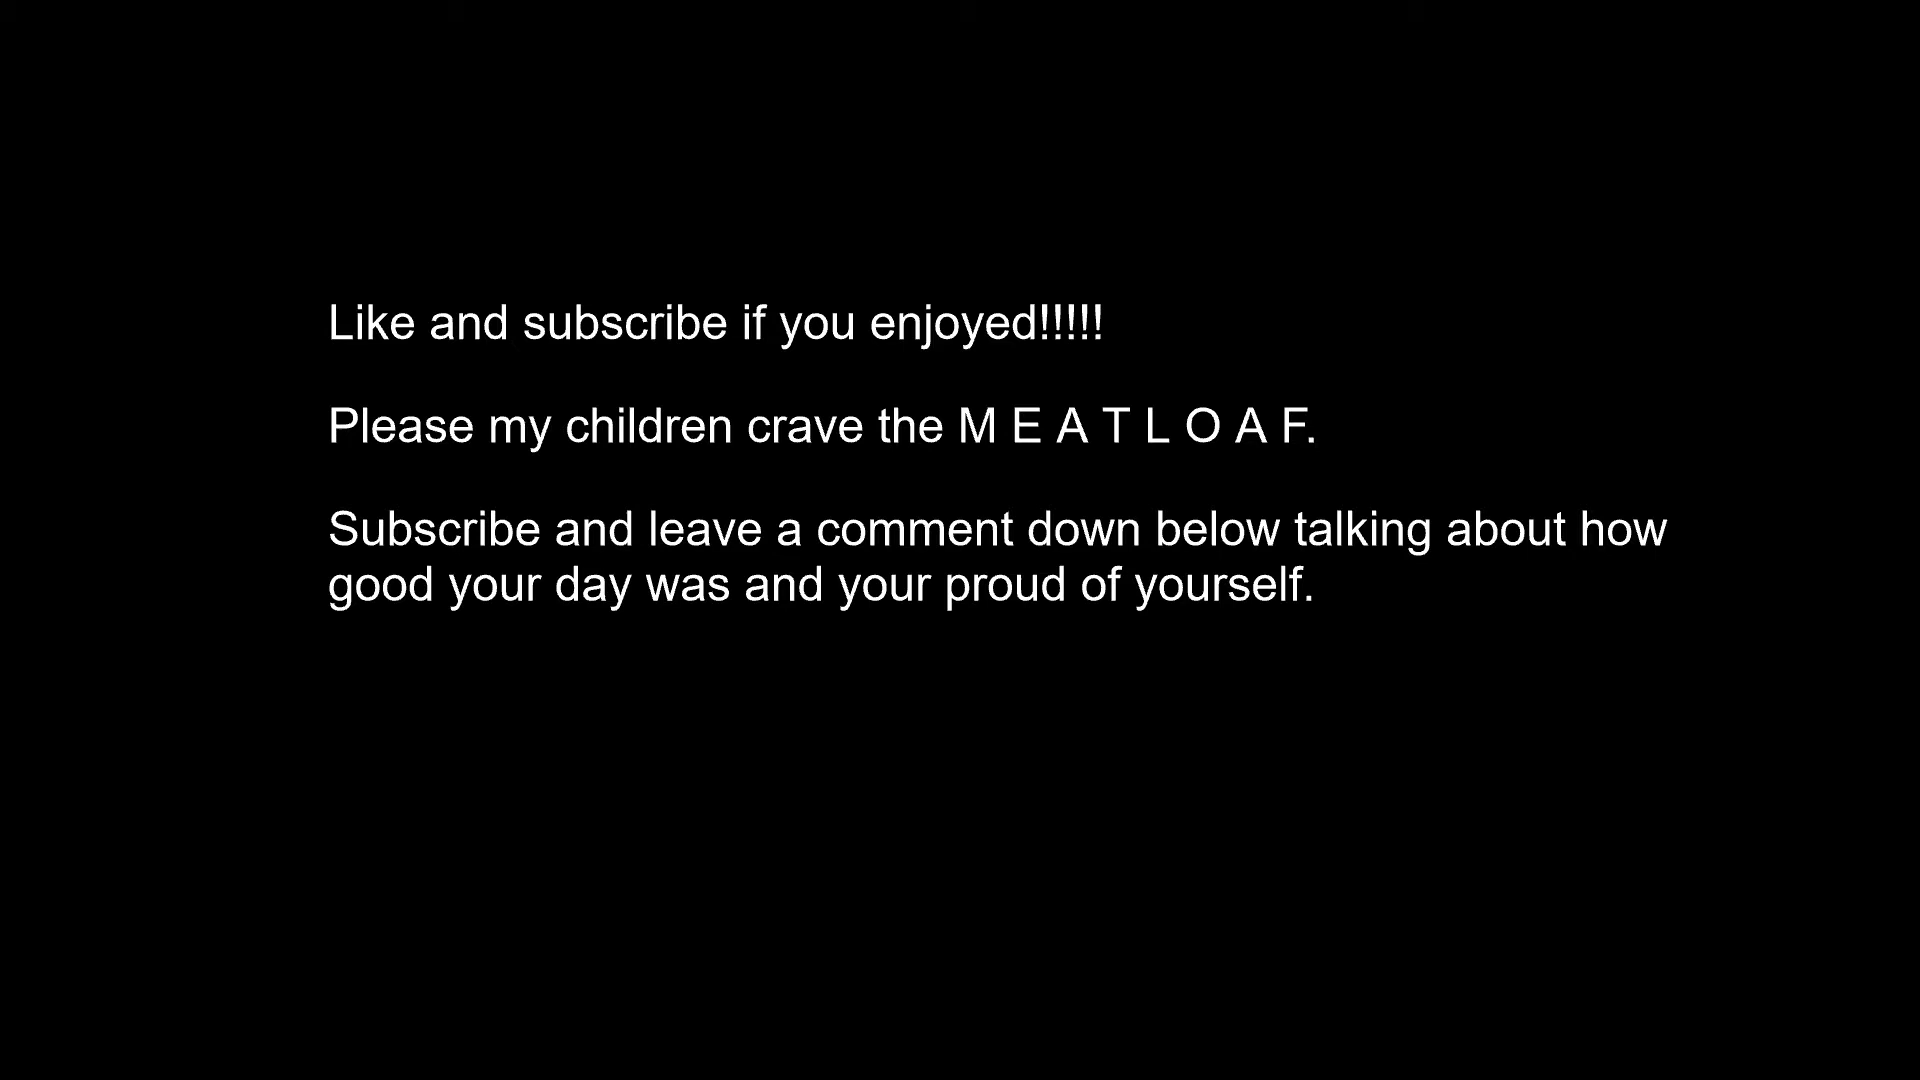 Like and subscribe if you enjoyed!!!!!
Please my children crave the M E A T L O A F.
Subscribe and leave a comment down below talking about how
good your day was and your proud of yourself.